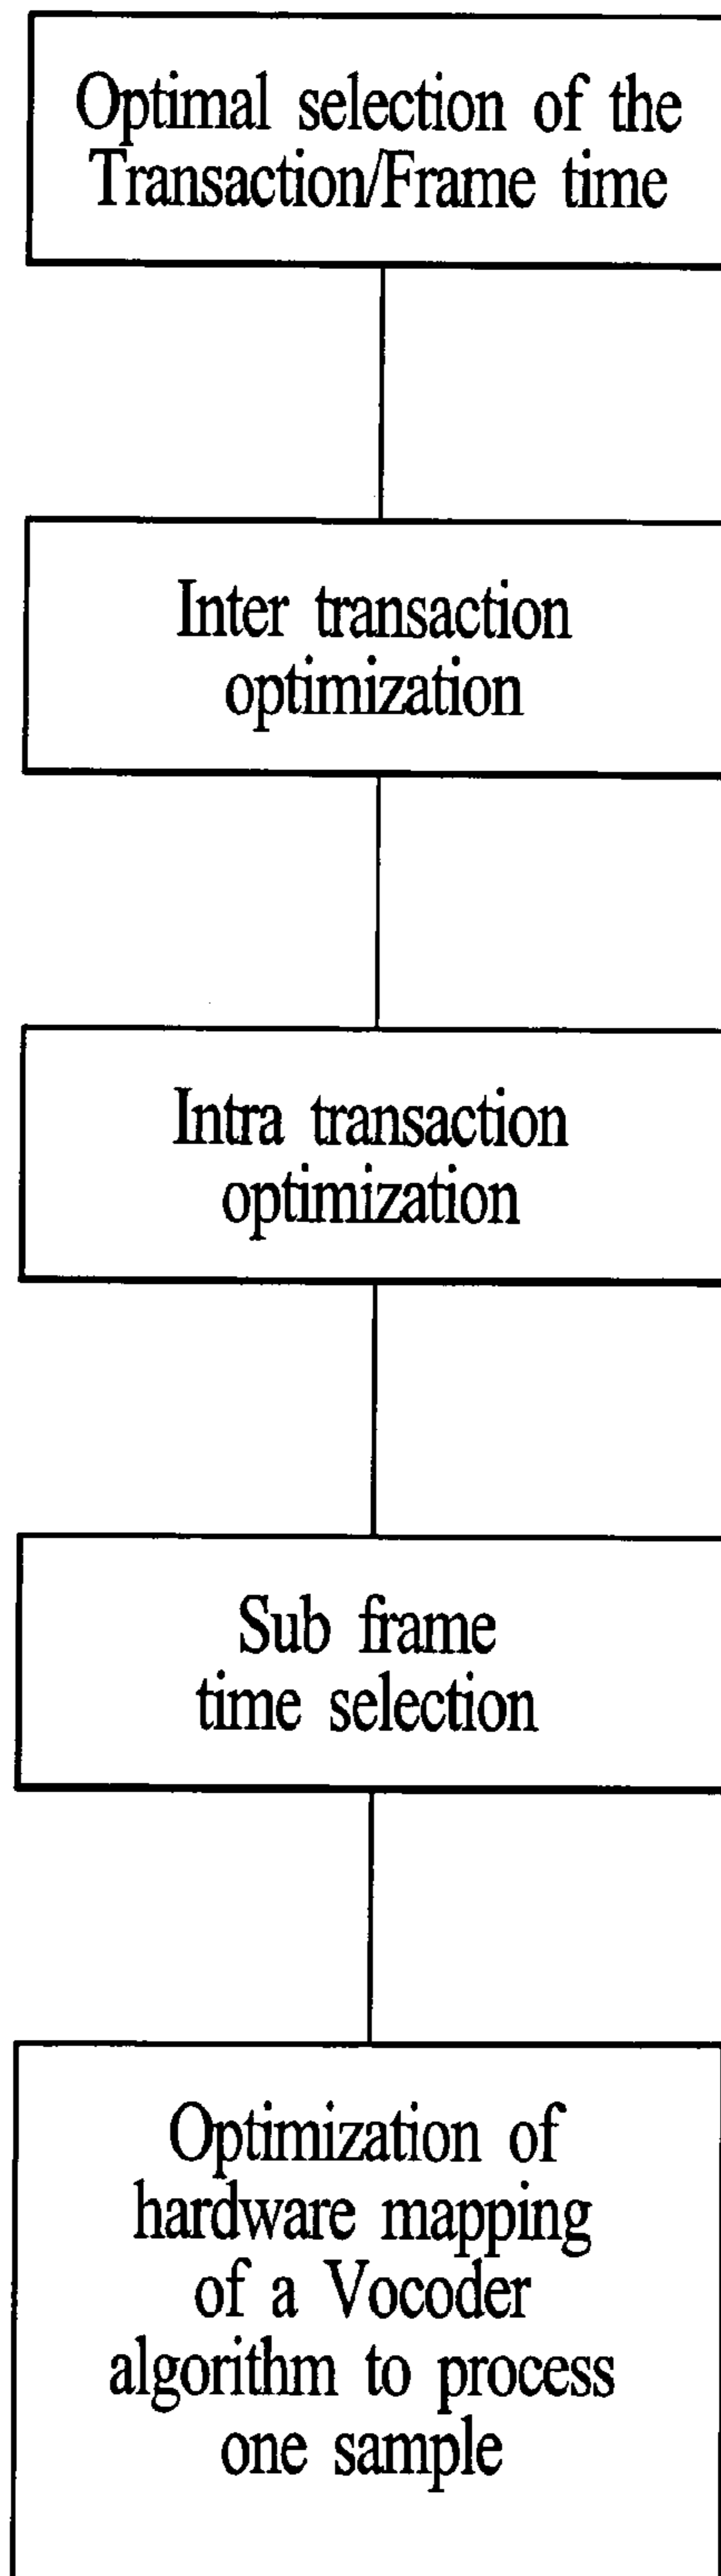 Optimal selection of the
Transaction/Frame time
Inter transaction
optimization
Intra transaction
optimization
Sub frame
time selection
Optimization of
hardware mapping
of a Vocoder
algorithm to process
one sample